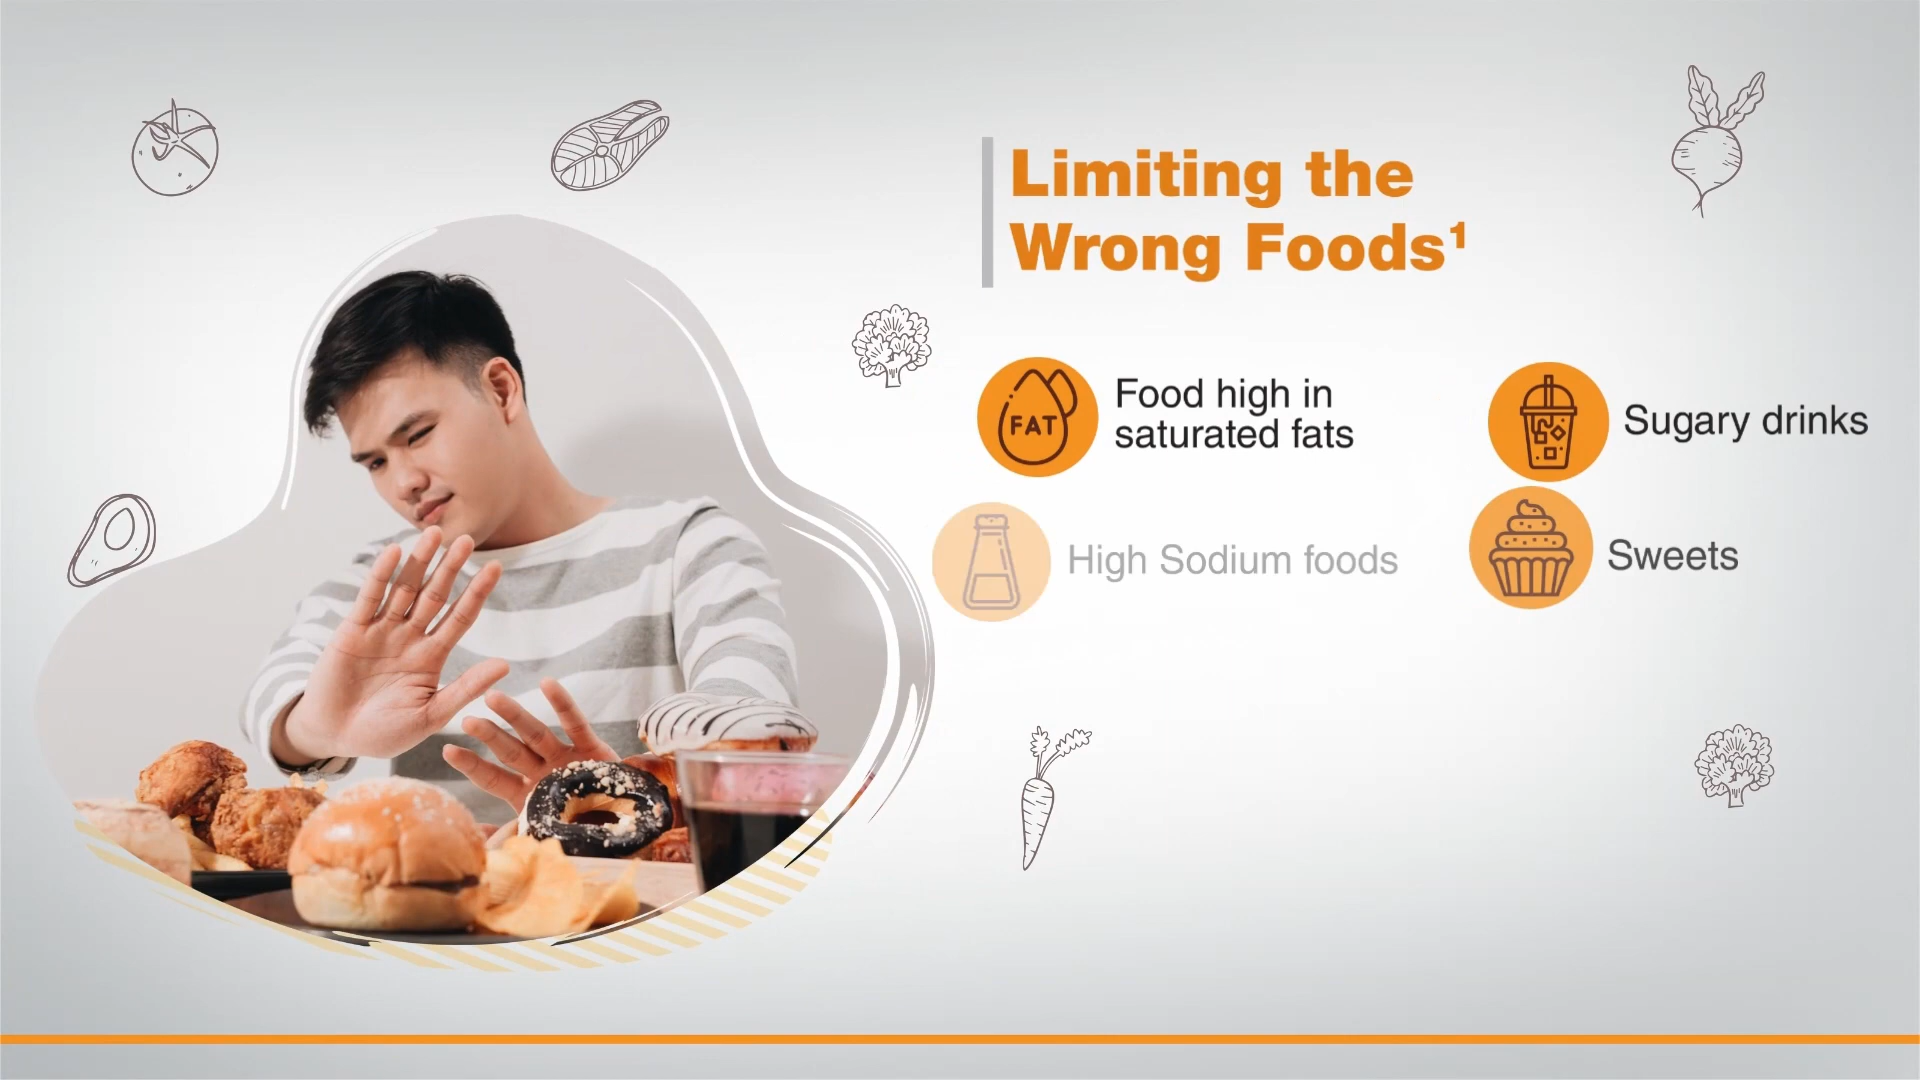 Limiting the
Wrong Foods¹
FAT
Food high in
saturated fats
Sugary drinks
High Sodium foods
Sweets